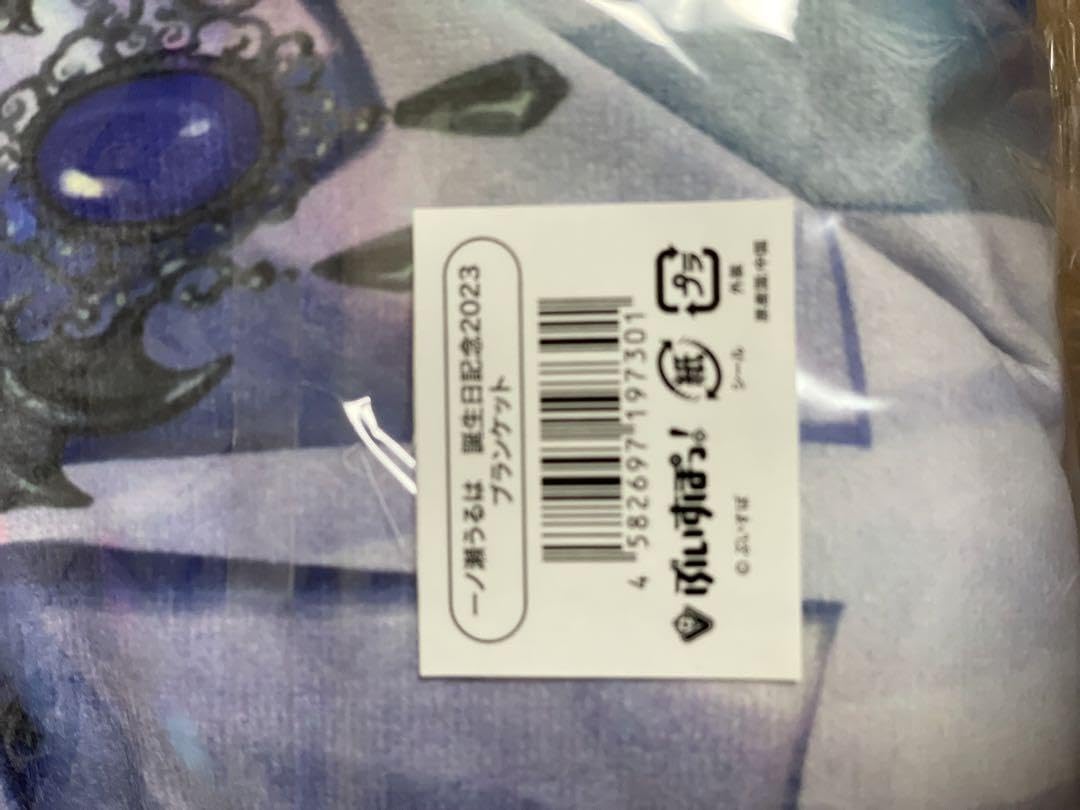 一ノ瀬うるは 誕生日記念2023
ブランケット
4 582697 197301
ぶいすぽっ!
紙
プラ
シール
外装
© ぶいすぽ
原産国:中国